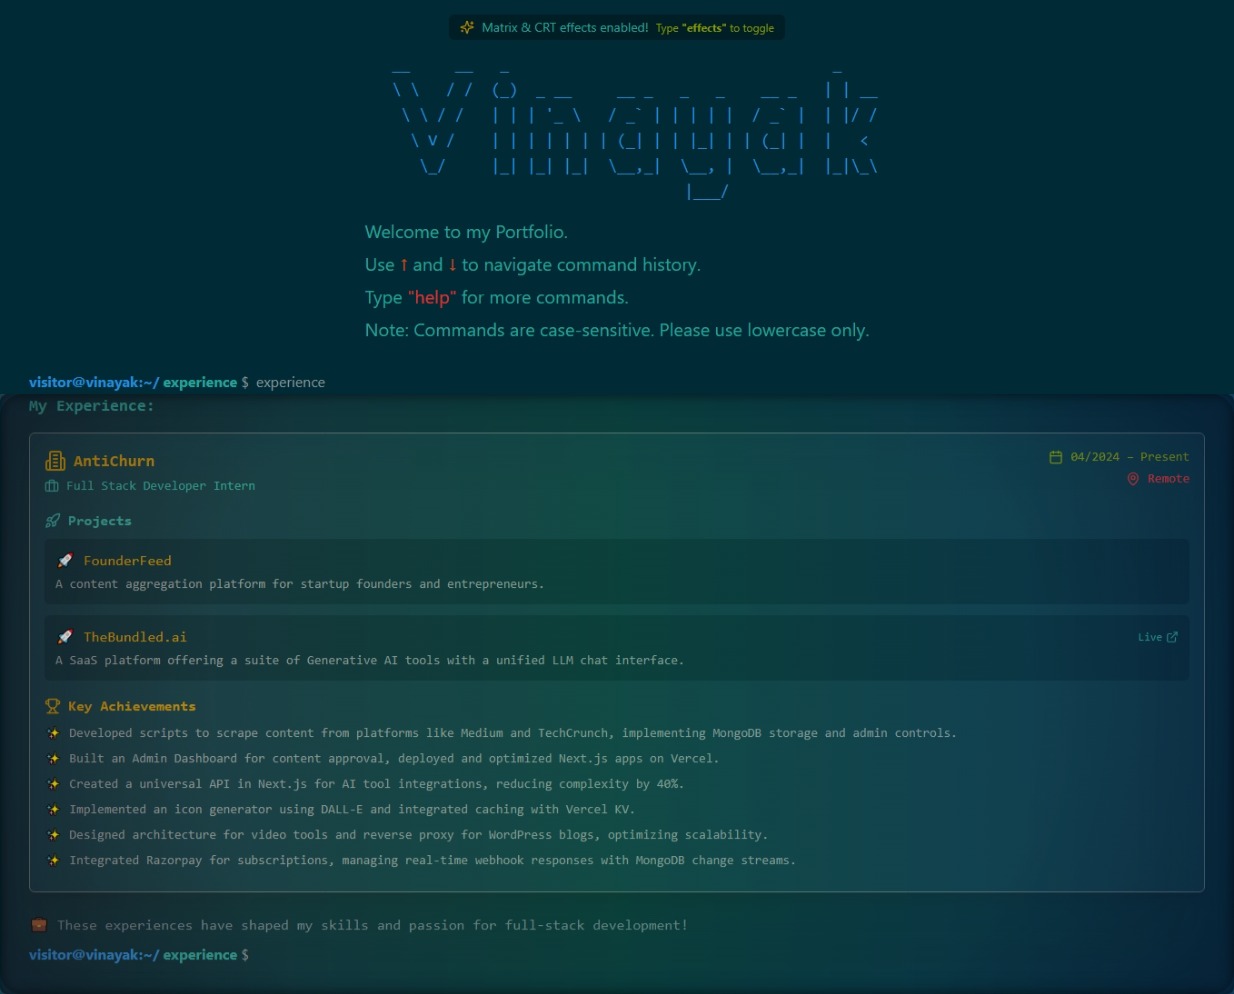 Matrix & CRT effects enabled! Type "effects" to toggle
Vinayak
Welcome to my Portfolio.
Use ↑ and ↓ to navigate command history.
Type "help" for more commands.
Note: Commands are case-sensitive. Please use lowercase only.
visitor@vinayak:~/ experience $ experience
My Experience:
AntiChurn
04/2024 – Present
Full Stack Developer Intern
Remote
Projects
FounderFeed
A content aggregation platform for startup founders and entrepreneurs.
TheBundled.ai
Live
A SaaS platform offering a suite of Generative AI tools with a unified LLM chat interface.
Key Achievements
Developed scripts to scrape content from platforms like Medium and TechCrunch, implementing MongoDB storage and admin controls.
Built an Admin Dashboard for content approval, deployed and optimized Next.js apps on Vercel.
Created a universal API in Next.js for AI tool integrations, reducing complexity by 40%.
Implemented an icon generator using DALL-E and integrated caching with Vercel KV.
Designed architecture for video tools and reverse proxy for WordPress blogs, optimizing scalability.
Integrated Razorpay for subscriptions, managing real-time webhook responses with MongoDB change streams.
These experiences have shaped my skills and passion for full-stack development!
visitor@vinayak:~/ experience $